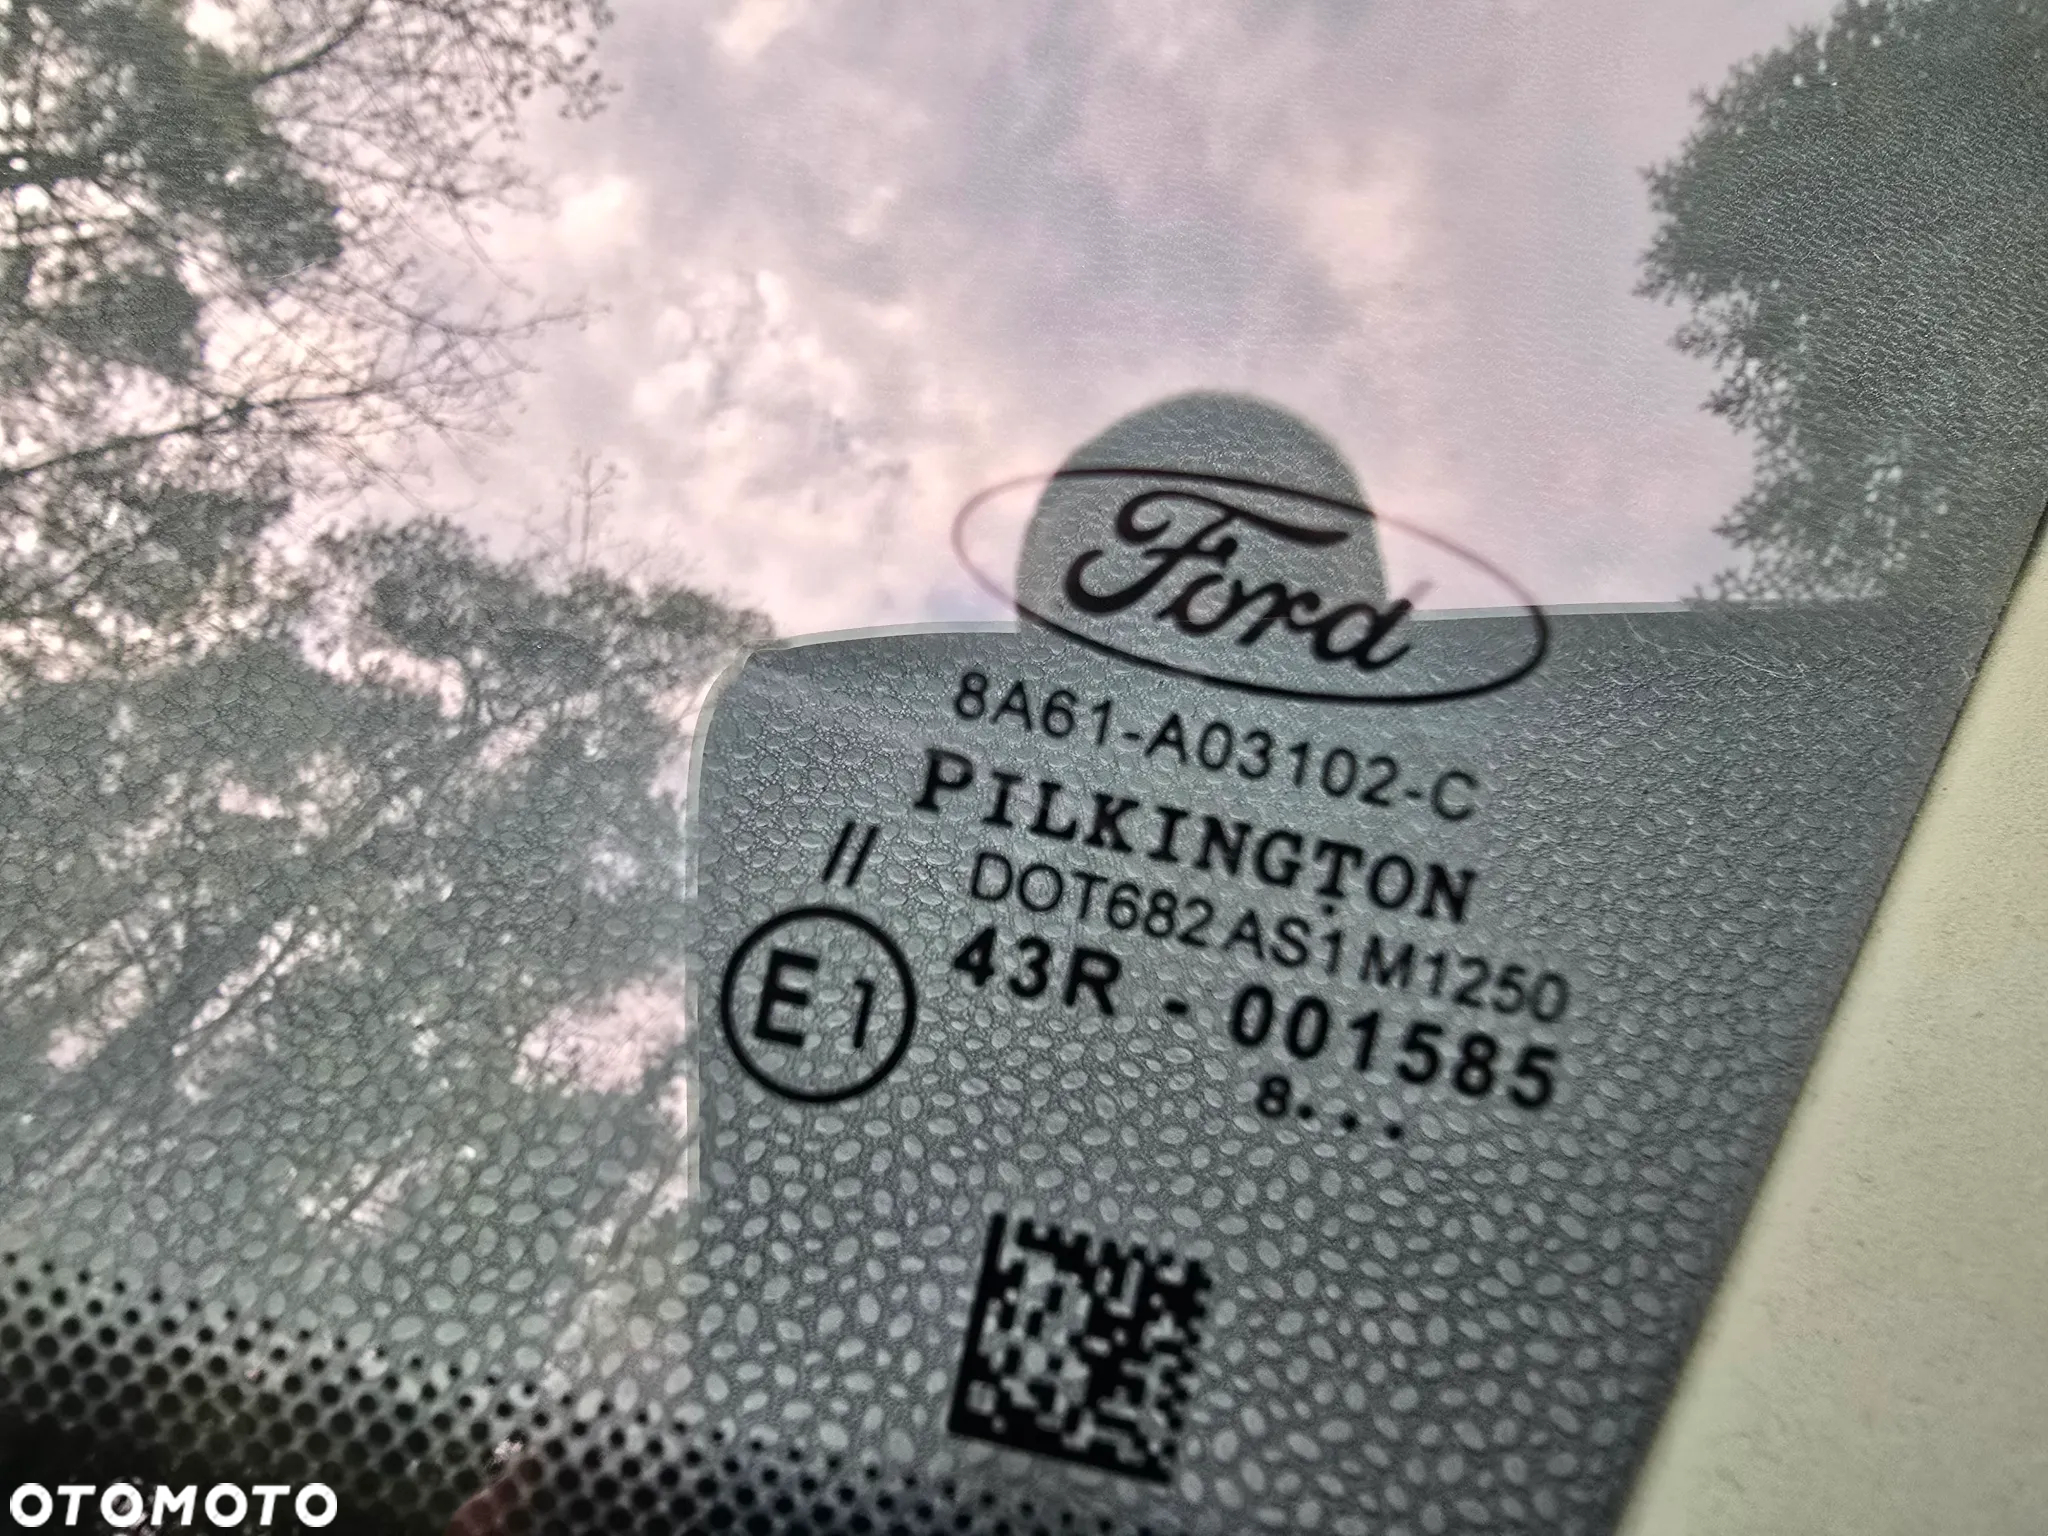 Ford
8A61-A03102-C
PILKINGTON
// DOT682 AS1 M1250
E1 43R - 001585
8...
OTOMOTO